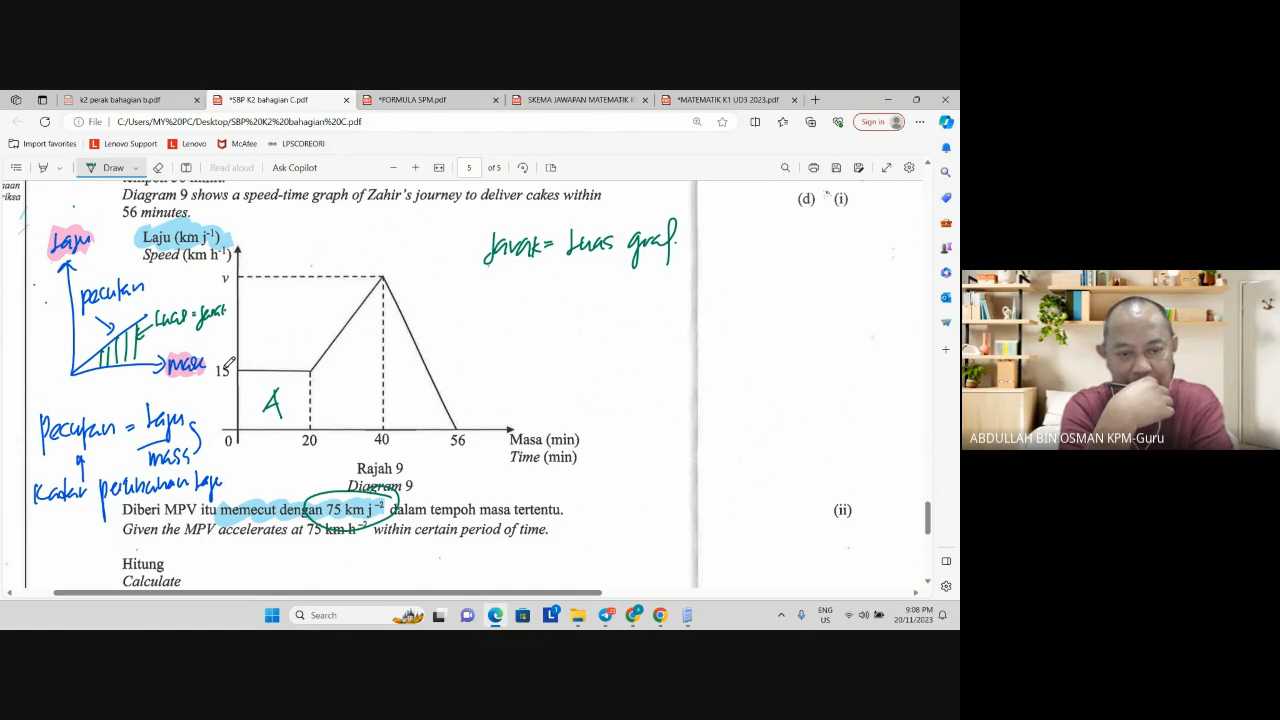 k2 perak bahagian b.pdf
*SBP K2 bahagian C.pdf
*FORMULA SPM.pdf
SKEMA JAWAPAN MATEMATIK K
*MATEMATIK K1 UD3 2023.pdf
File
C:/Users/MY%20PC/Desktop/SBP%20K2%20bahagian%20C.pdf
Sign in
Import favorites
Lenovo Support
Lenovo
McAfee
LPSCOREORI
Draw
Read aloud
Ask Copilot
5 of 5
Diagram 9 shows a speed-time graph of Zahir's journey to deliver cakes within
56 minutes.
(d) (i)
Laju
Laju (km j⁻¹)
Speed (km h⁻¹)
Jarak = Luas graf.
v
pecutan
Luas = Jarak
masa
15
A
0
20
40
56
Masa (min)
Time (min)
Pecutan = Laju
masa
Kadar perubahan laju
Rajah 9
Diagram 9
Diberi MPV itu memecut dengan 75 km j⁻² dalam tempoh masa tertentu.
Given the MPV accelerates at 75 km h⁻² within certain period of time.
(ii)
Hitung
Calculate
Search
ENG
US
9:08 PM
20/11/2023
ABDULLAH BIN OSMAN KPM-Guru